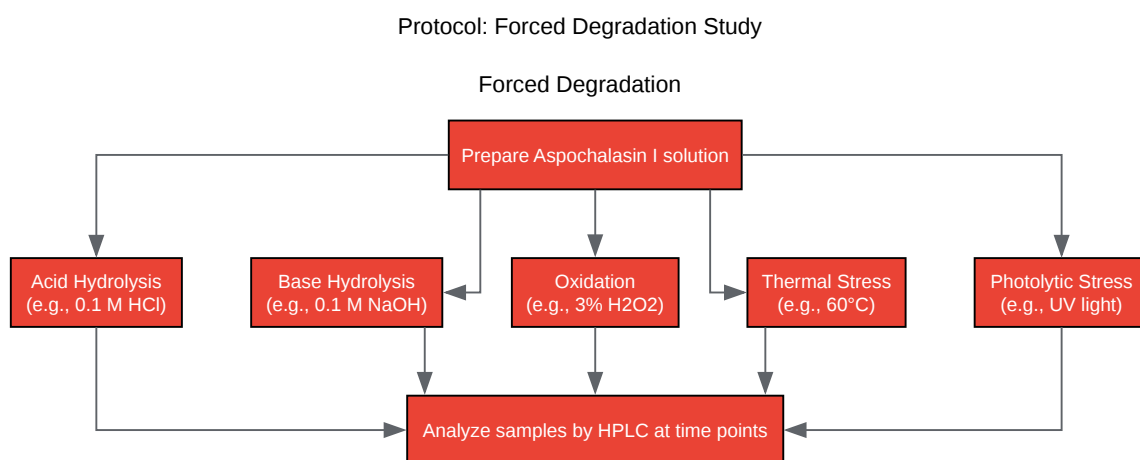 Protocol: Forced Degradation Study
Forced Degradation
Prepare Aspochalasin I solution
Acid Hydrolysis
(e.g., 0.1 M HCl)
Base Hydrolysis
(e.g., 0.1 M NaOH)
Oxidation
(e.g., 3% H2O2)
Thermal Stress
(e.g., 60°C)
Photolytic Stress
(e.g., UV light)
Analyze samples by HPLC at time points